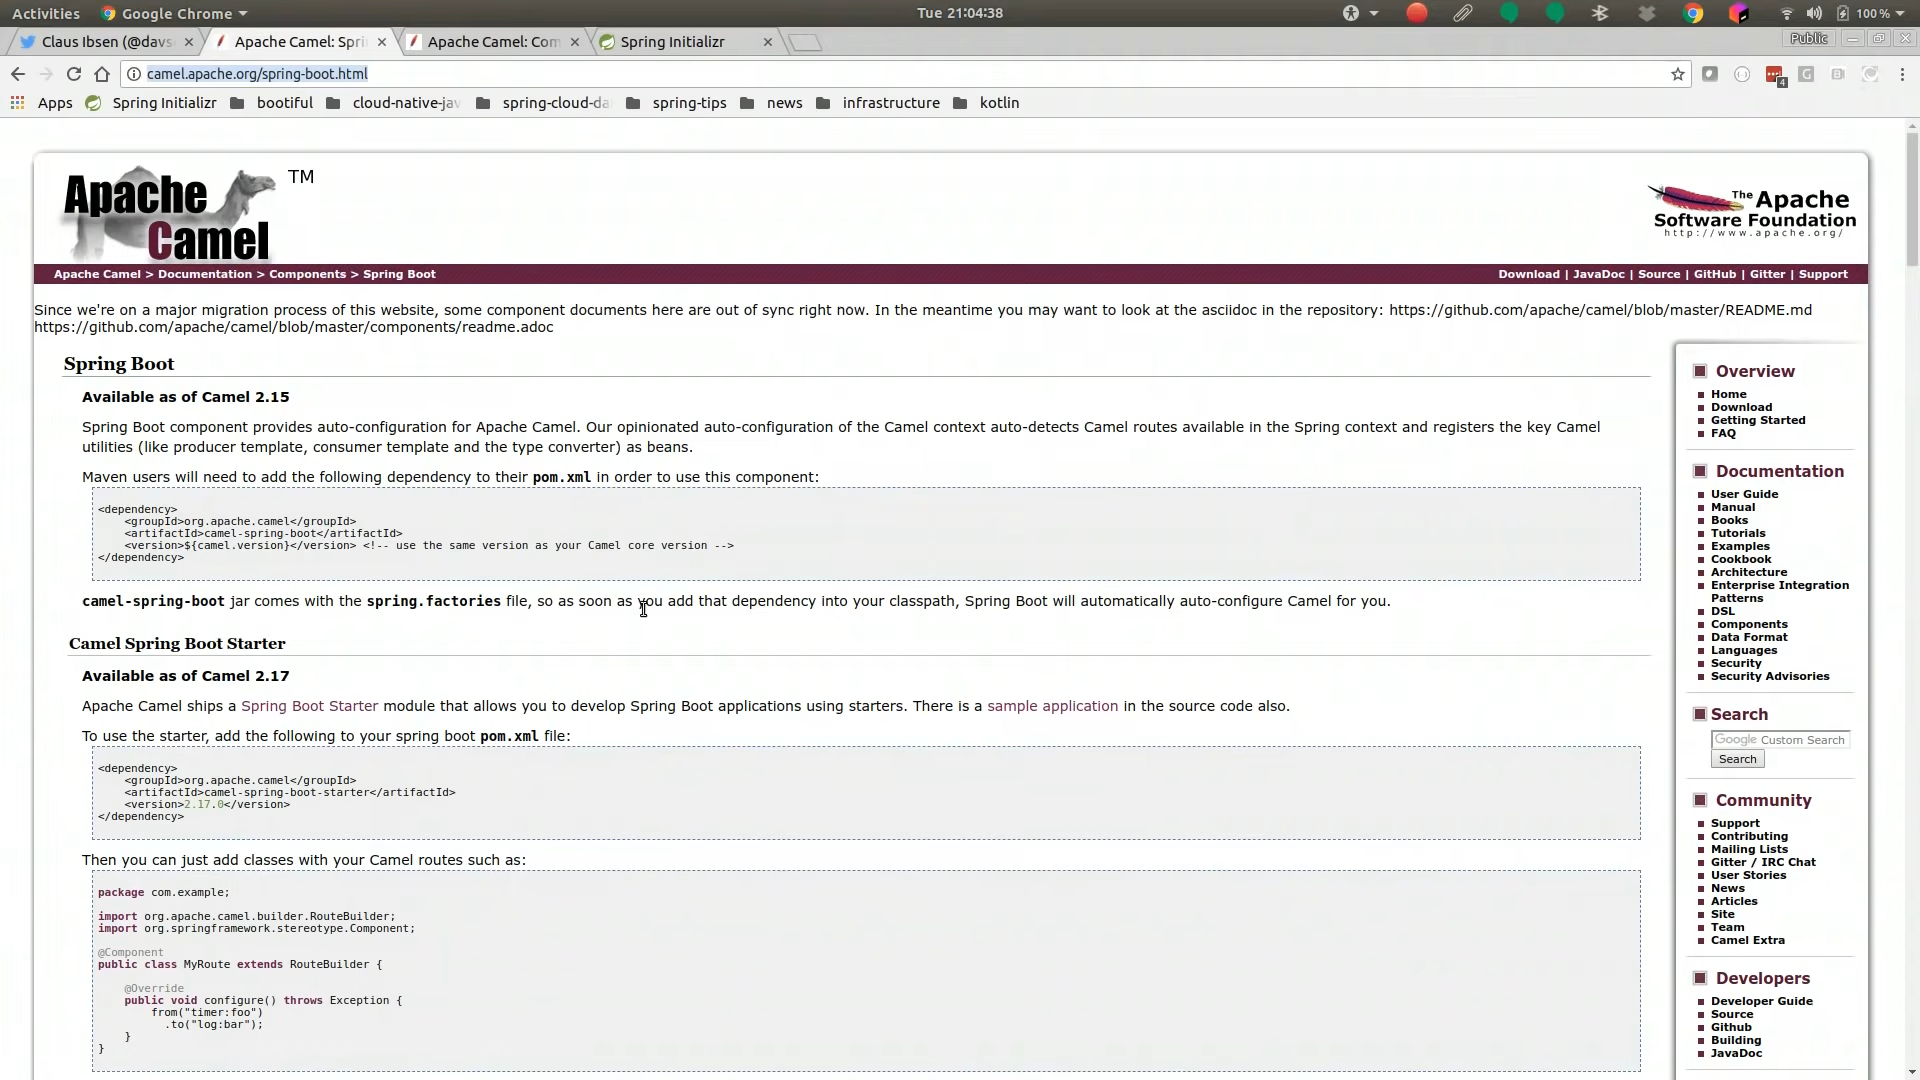 Activities Google Chrome Tue 21:04:38 100%
Claus Ibsen (@davs Apache Camel: Spri Apache Camel: Com Spring Initializr Public
camel.apache.org/spring-boot.html 4
Apps Spring Initializr bootiful cloud-native-jav spring-cloud-da spring-tips news infrastructure kotlin
Apache Camel TM
The Apache Software Foundation
http://www.apache.org/
Apache Camel > Documentation > Components > Spring Boot
Download | JavaDoc | Source | GitHub | Gitter | Support
Since we're on a major migration process of this website, some component documents here are out of sync right now. In the meantime you may want to look at the asciidoc in the repository: https://github.com/apache/camel/blob/master/README.md
https://github.com/apache/camel/blob/master/components/readme.adoc
Spring Boot
Available as of Camel 2.15
Spring Boot component provides auto-configuration for Apache Camel. Our opinionated auto-configuration of the Camel context auto-detects Camel routes available in the Spring context and registers the key Camel
utilities (like producer template, consumer template and the type converter) as beans.
Maven users will need to add the following dependency to their pom.xml in order to use this component:
<dependency>
<groupId>org.apache.camel</groupId>
<artifactId>camel-spring-boot</artifactId>
<version>${camel.version}</version> <!-- use the same version as your Camel core version -->
</dependency>
camel-spring-boot jar comes with the spring.factories file, so as soon as you add that dependency into your classpath, Spring Boot will automatically auto-configure Camel for you.
Camel Spring Boot Starter
Available as of Camel 2.17
Apache Camel ships a Spring Boot Starter module that allows you to develop Spring Boot applications using starters. There is a sample application in the source code also.
To use the starter, add the following to your spring boot pom.xml file:
<dependency>
<groupId>org.apache.camel</groupId>
<artifactId>camel-spring-boot-starter</artifactId>
<version>2.17.0</version>
</dependency>
Then you can just add classes with your Camel routes such as:
package com.example;
import org.apache.camel.builder.RouteBuilder;
import org.springframework.stereotype.Component;
@Component
public class MyRoute extends RouteBuilder {
@Override
public void configure() throws Exception {
from("timer:foo")
.to("log:bar");
}
}
Overview
Home
Download
Getting Started
FAQ
Documentation
User Guide
Manual
Books
Tutorials
Examples
Cookbook
Architecture
Enterprise Integration
Patterns
DSL
Components
Data Format
Languages
Security
Security Advisories
Search
Google Custom Search
Search
Community
Support
Contributing
Mailing Lists
Gitter / IRC Chat
User Stories
News
Articles
Site
Team
Camel Extra
Developers
Developer Guide
Source
Github
Building
JavaDoc